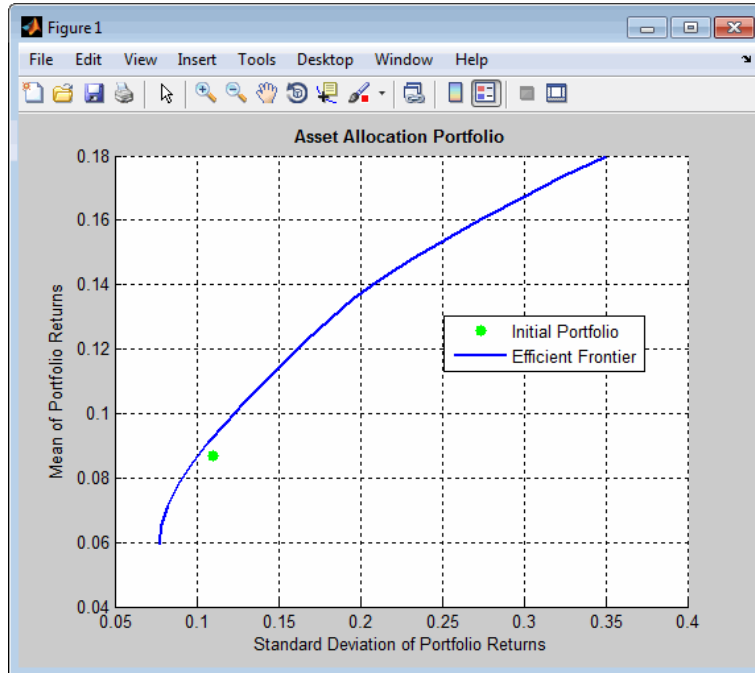 Figure 1
File Edit View Insert Tools Desktop Window Help
Asset Allocation Portfolio
0.18
0.16
0.14
0.12
0.1
0.08
0.06
0.04
Mean of Portfolio Returns
Initial Portfolio
Efficient Frontier
0.05 0.1 0.15 0.2 0.25 0.3 0.35 0.4
Standard Deviation of Portfolio Returns